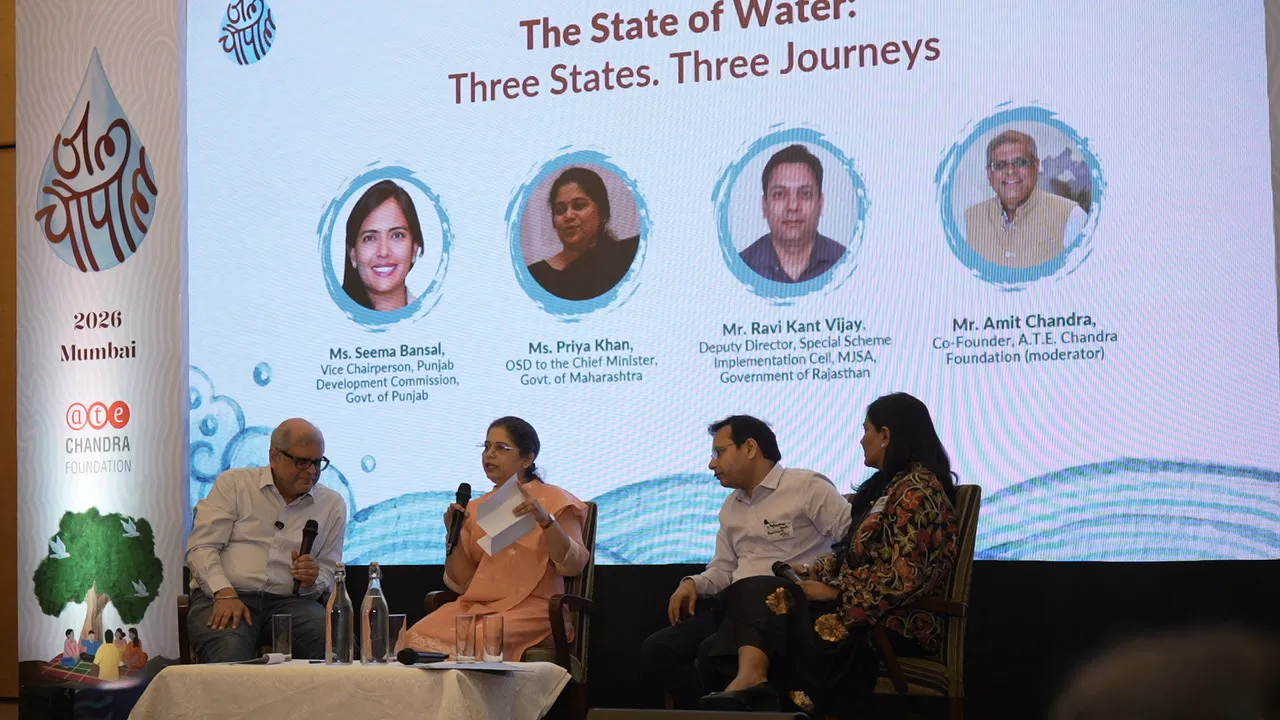 जल
चौपाल
The State of Water:
Three States. Three Journeys
जल
चौपाल
2026
Mumbai
ate
CHANDRA
FOUNDATION
Ms. Seema Bansal,
Vice Chairperson, Punjab
Development Commission,
Govt. of Punjab
Ms. Priya Khan,
OSD to the Chief Minister,
Govt. of Maharashtra
Mr. Ravi Kant Vijay,
Deputy Director, Special Scheme
Implementation Cell, MJSA,
Government of Rajasthan
Mr. Amit Chandra,
Co-Founder, A.T.E. Chandra
Foundation (moderator)